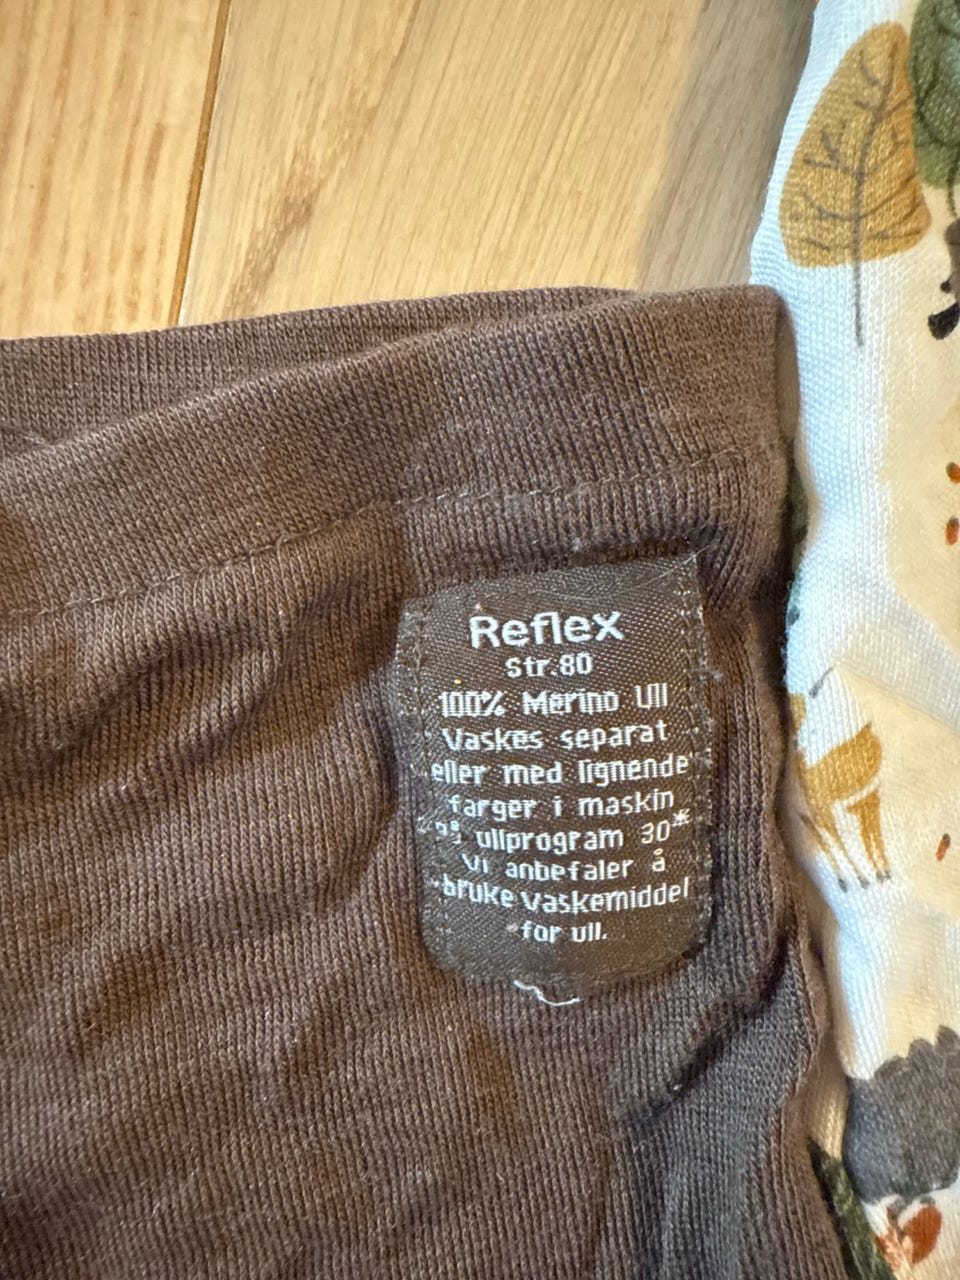 Reflex
Str.80
100% Merino Ull
Vaskes separat
eller med lignende
farger i maskin
på ullprogram 30*
Vi anbefaler å
bruke vaskemiddel
for ull.